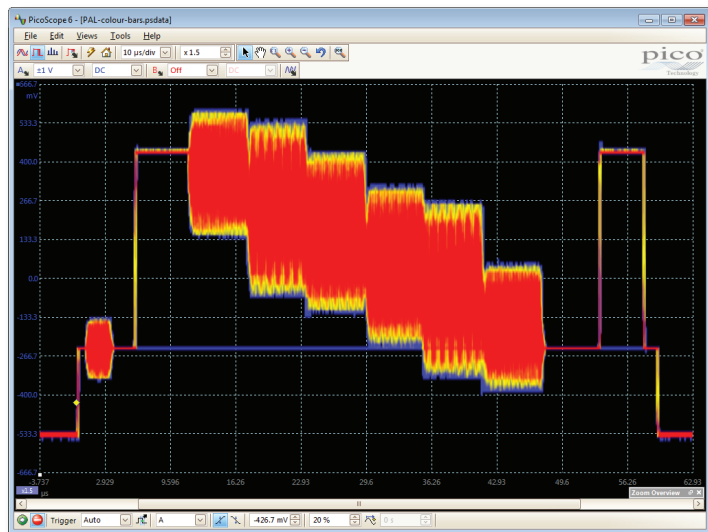 PicoScope 6 - [PAL-colour-bars.psdata]
File Edit Views Tools Help
10 µs/div x 1.5
pico
Technology
A ±1 V DC B Off DC
666.7
mV
533.3
400.0
266.7
133.3
0.0
-133.3
-266.7
-400.0
-533.3
-666.7
-3.737 2.929 9.596 16.26 22.93 29.6 36.26 42.93 49.6 56.26 62.93
x1.5 µs
Zoom Overview
Trigger Auto A -426.7 mV 20 % 0 s